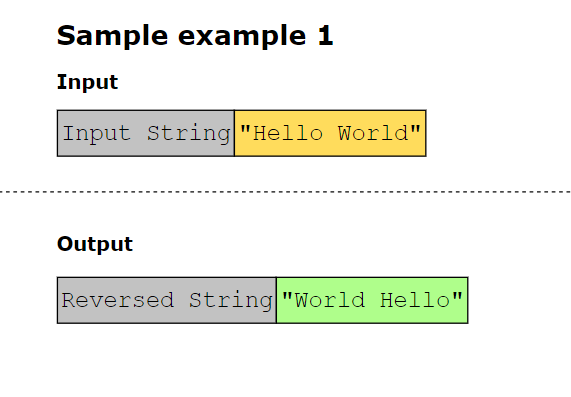 Sample example 1
Input
Input String "Hello World"
Output
Reversed String "World Hello"